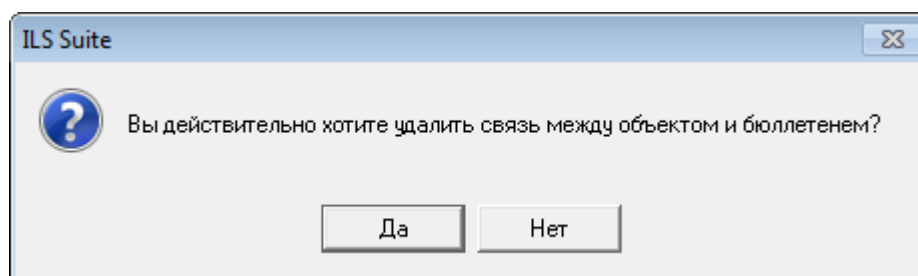 ILS Suite
Вы действительно хотите удалить связь между объектом и бюллетенем?
Да Нет